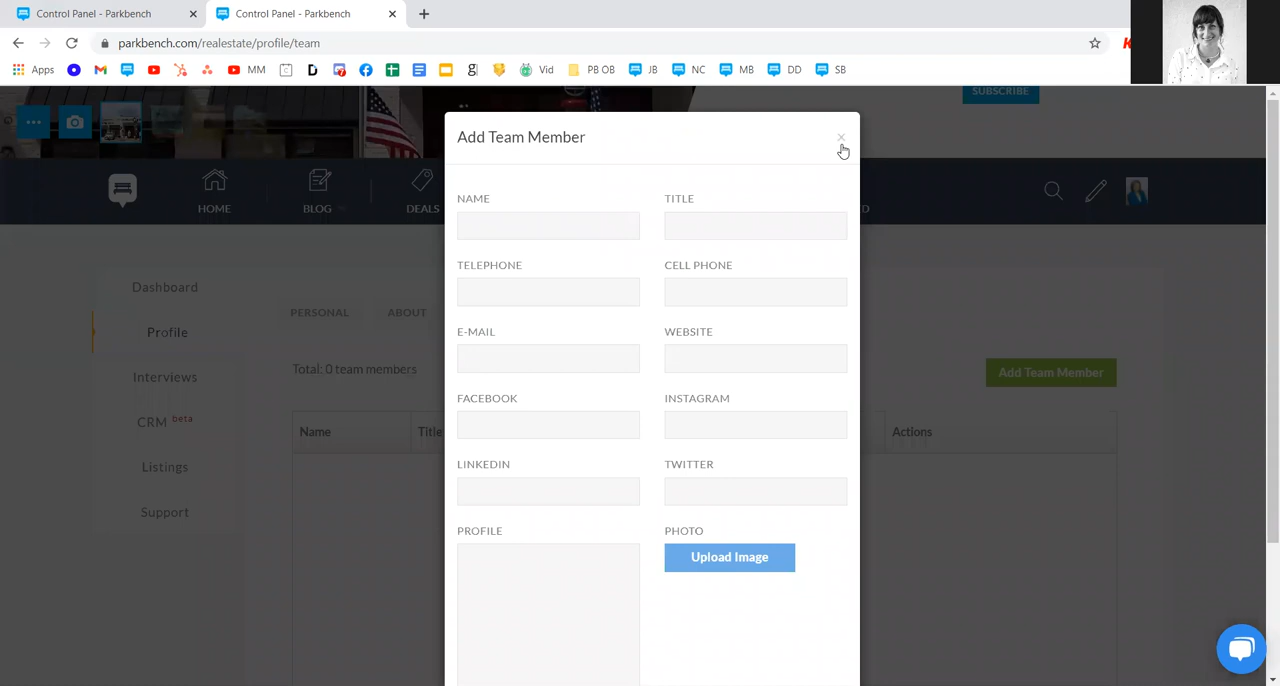 Control Panel - Parkbench
Control Panel - Parkbench
parkbench.com/realestate/profile/team
Apps
MM
Vid
PB OB
JB
NC
MB
DD
SB
SUBSCRIBE
HOME
BLOG
DEALS
Add Team Member
NAME
TITLE
TELEPHONE
CELL PHONE
E-MAIL
WEBSITE
FACEBOOK
INSTAGRAM
LINKEDIN
TWITTER
PROFILE
PHOTO
Upload Image
Dashboard
Profile
Interviews
CRM beta
Listings
Support
PERSONAL
ABOUT
Total: 0 team members
Add Team Member
Name
Title
Actions